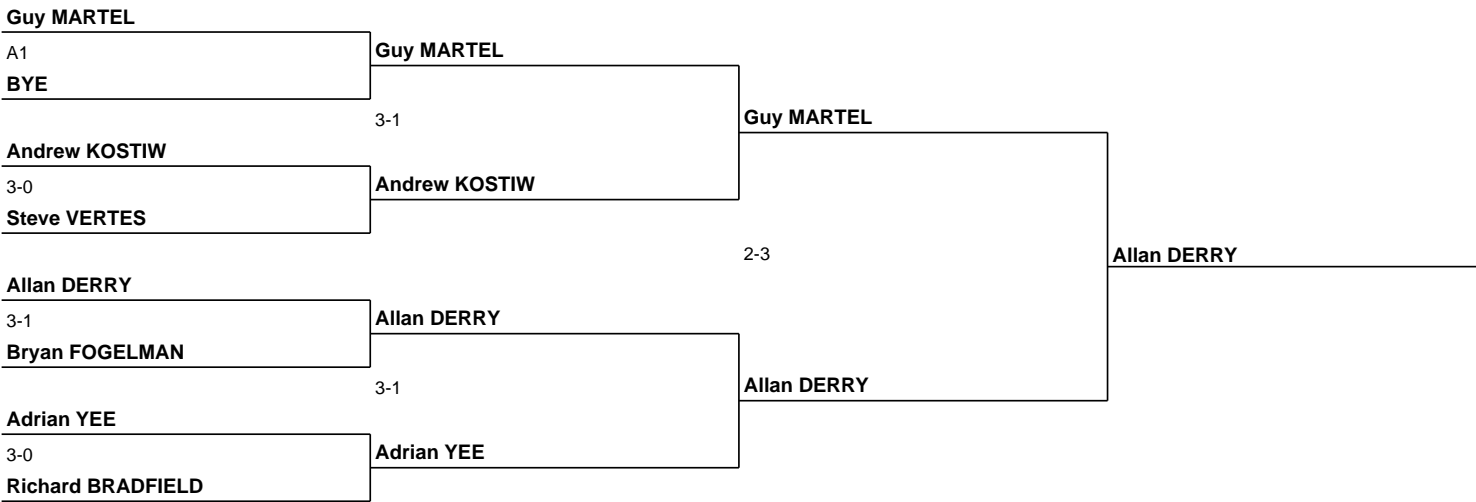 Guy MARTEL
A1
BYE
Guy MARTEL
3-1
Guy MARTEL
Andrew KOSTIW
3-0
Steve VERTES
Andrew KOSTIW
2-3
Allan DERRY
Allan DERRY
3-1
Bryan FOGELMAN
Allan DERRY
3-1
Allan DERRY
Adrian YEE
3-0
Richard BRADFIELD
Adrian YEE